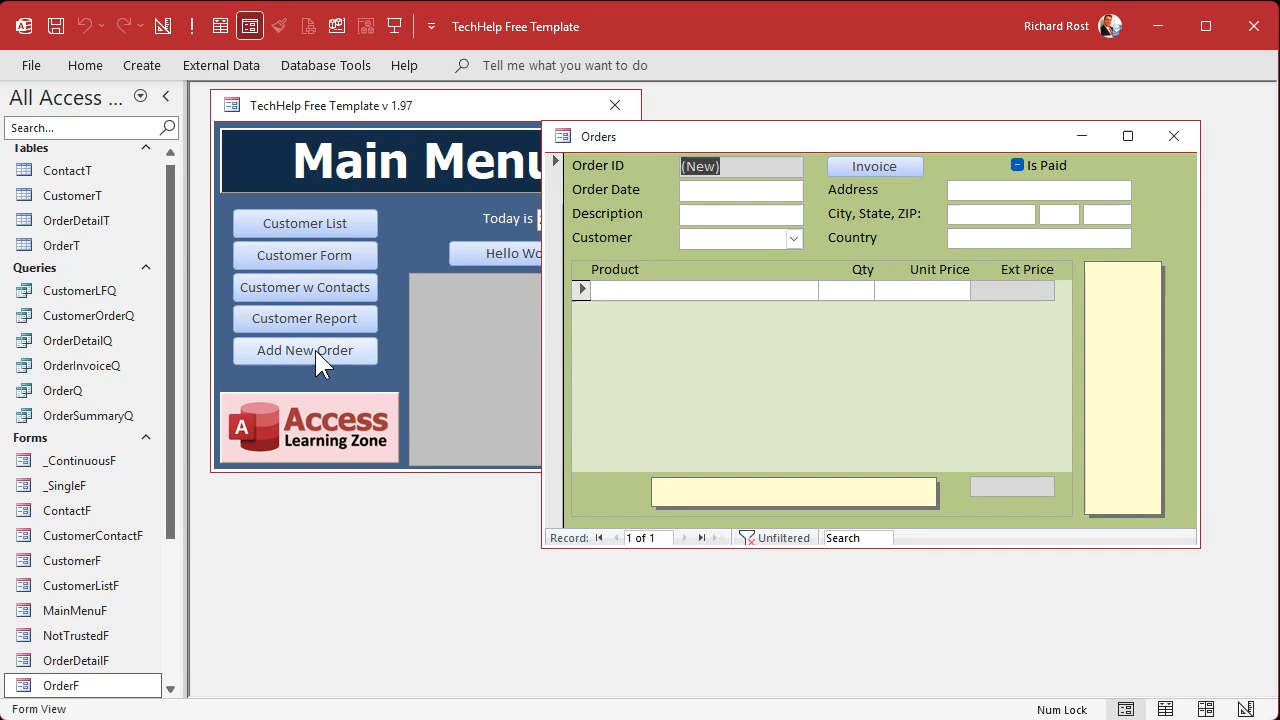 TechHelp Free Template
Richard Rost
File
Home
Create
External Data
Database Tools
Help
Tell me what you want to do
All Access ...
Search...
Tables
ContactT
CustomerT
OrderDetailT
OrderT
Queries
CustomerLFQ
CustomerOrderQ
OrderDetailQ
OrderInvoiceQ
OrderQ
OrderSummaryQ
Forms
_ContinuousF
_SingleF
ContactF
CustomerContactF
CustomerF
CustomerListF
MainMenuF
NotTrustedF
OrderDetailF
OrderF
TechHelp Free Template v 1.97
Main Menu
Customer List
Customer Form
Customer w Contacts
Customer Report
Add New Order
Today is
Hello Wo
A
Access
Learning Zone
Orders
Order ID
(New)
Invoice
Is Paid
Order Date
Address
Description
City, State, ZIP:
Customer
Country
Product
Qty
Unit Price
Ext Price
Record:
1 of 1
Unfiltered
Search
Form View
Num Lock